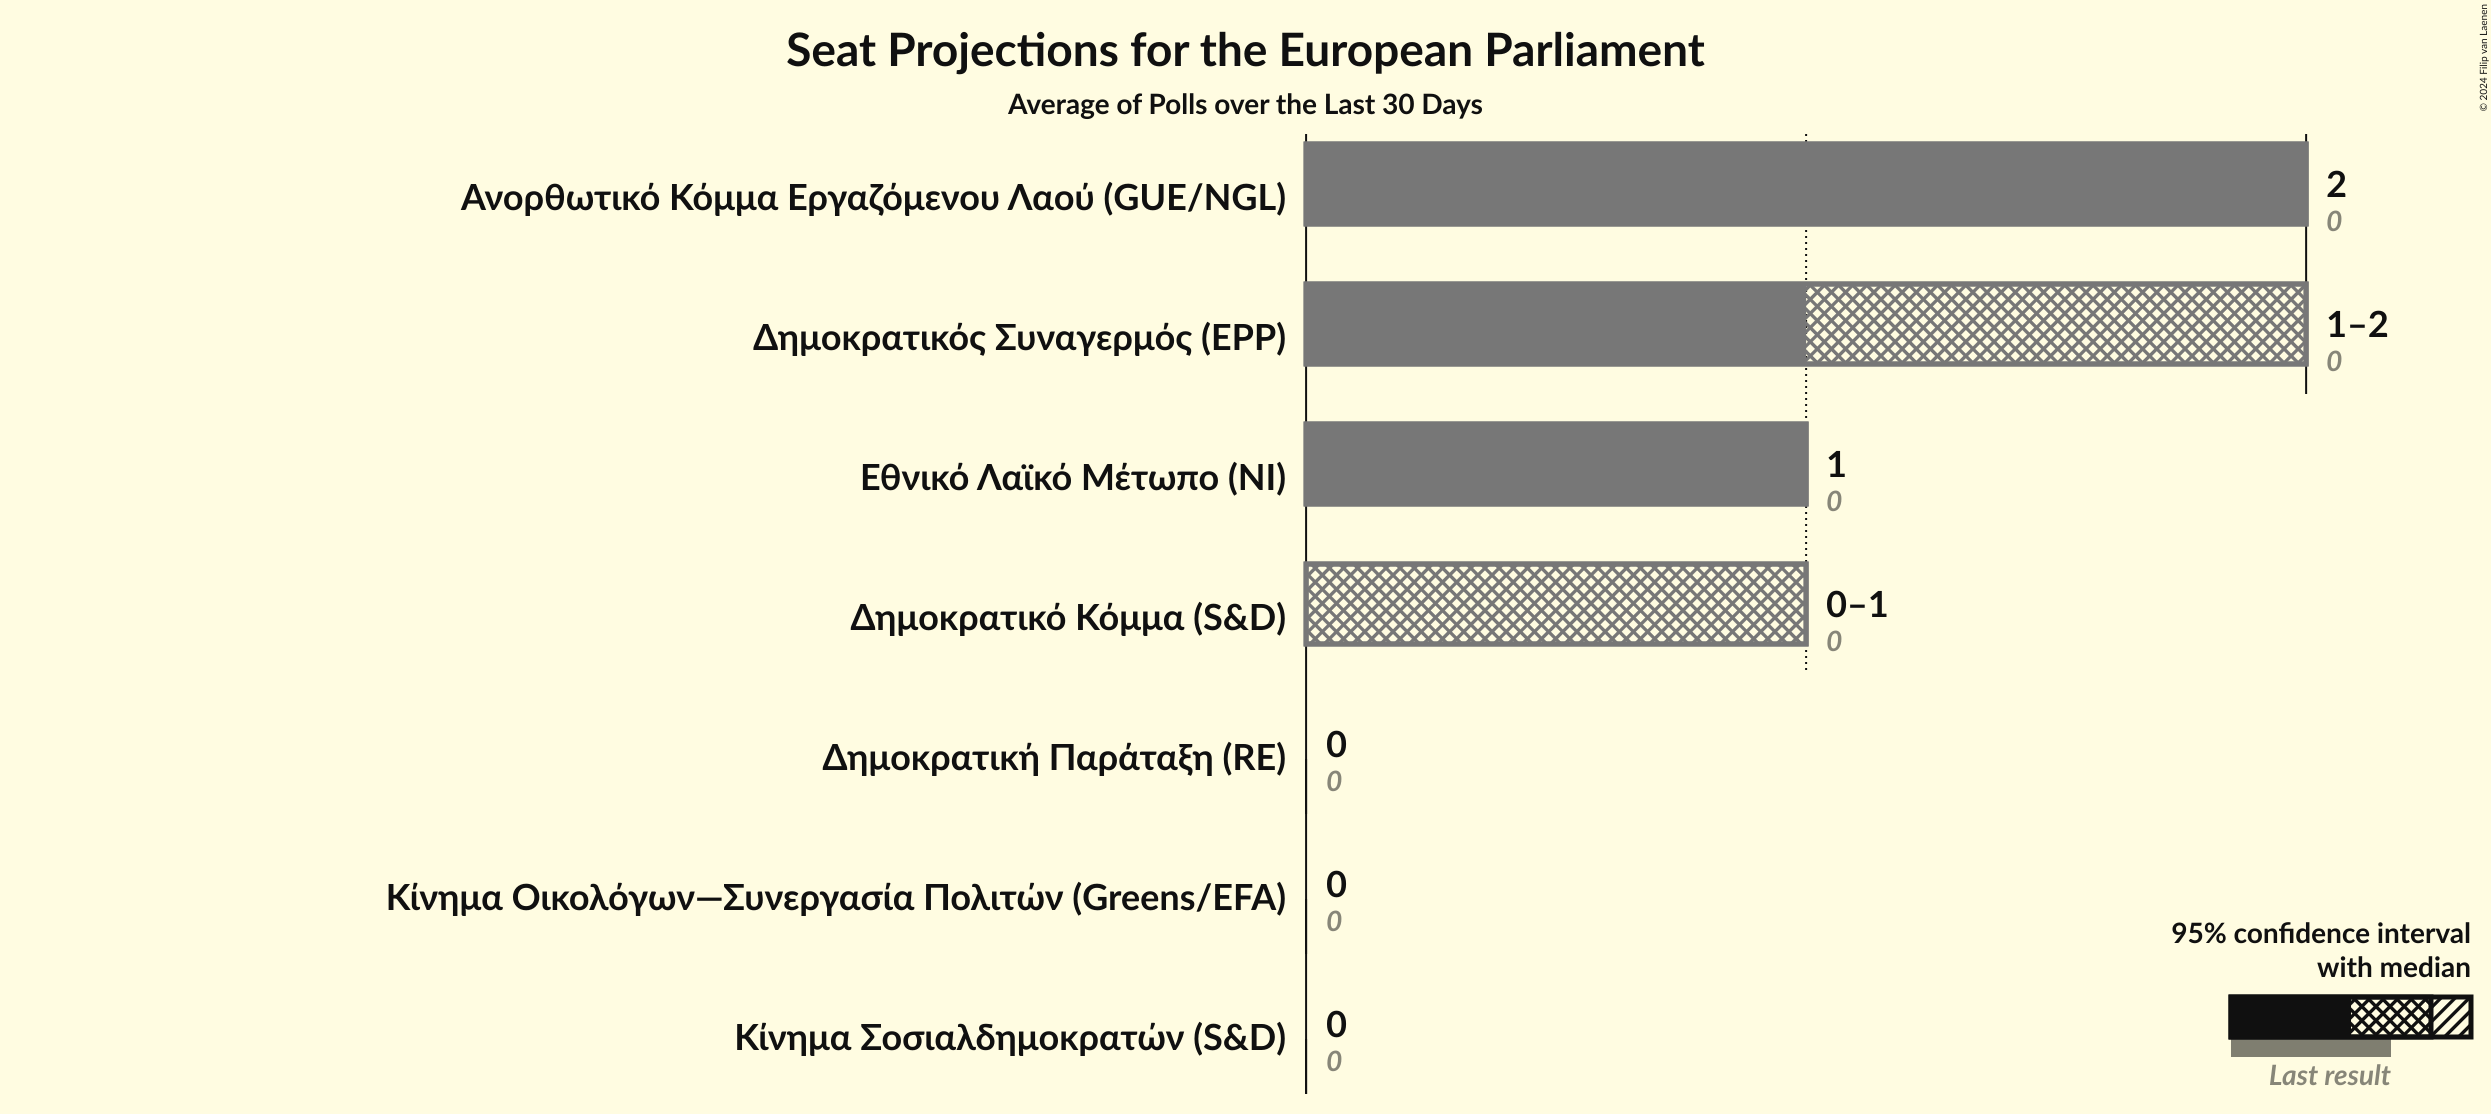 Seat Projections for the European Parliament
Average of Polls over the Last 30 Days
© 2024 Filip van Laenen
Ανορθωτικό Κόμμα Εργαζόμενου Λαού (GUE/NGL)
2
0
Δημοκρατικός Συναγερμός (EPP)
1–2
0
Εθνικό Λαϊκό Μέτωπο (NI)
1
0
Δημοκρατικό Κόμμα (S&D)
0–1
0
Δημοκρατική Παράταξη (RE)
0
0
Κίνημα Οικολόγων—Συνεργασία Πολιτών (Greens/EFA)
0
0
Κίνημα Σοσιαλδημοκρατών (S&D)
0
0
95% confidence interval
with median
Last result